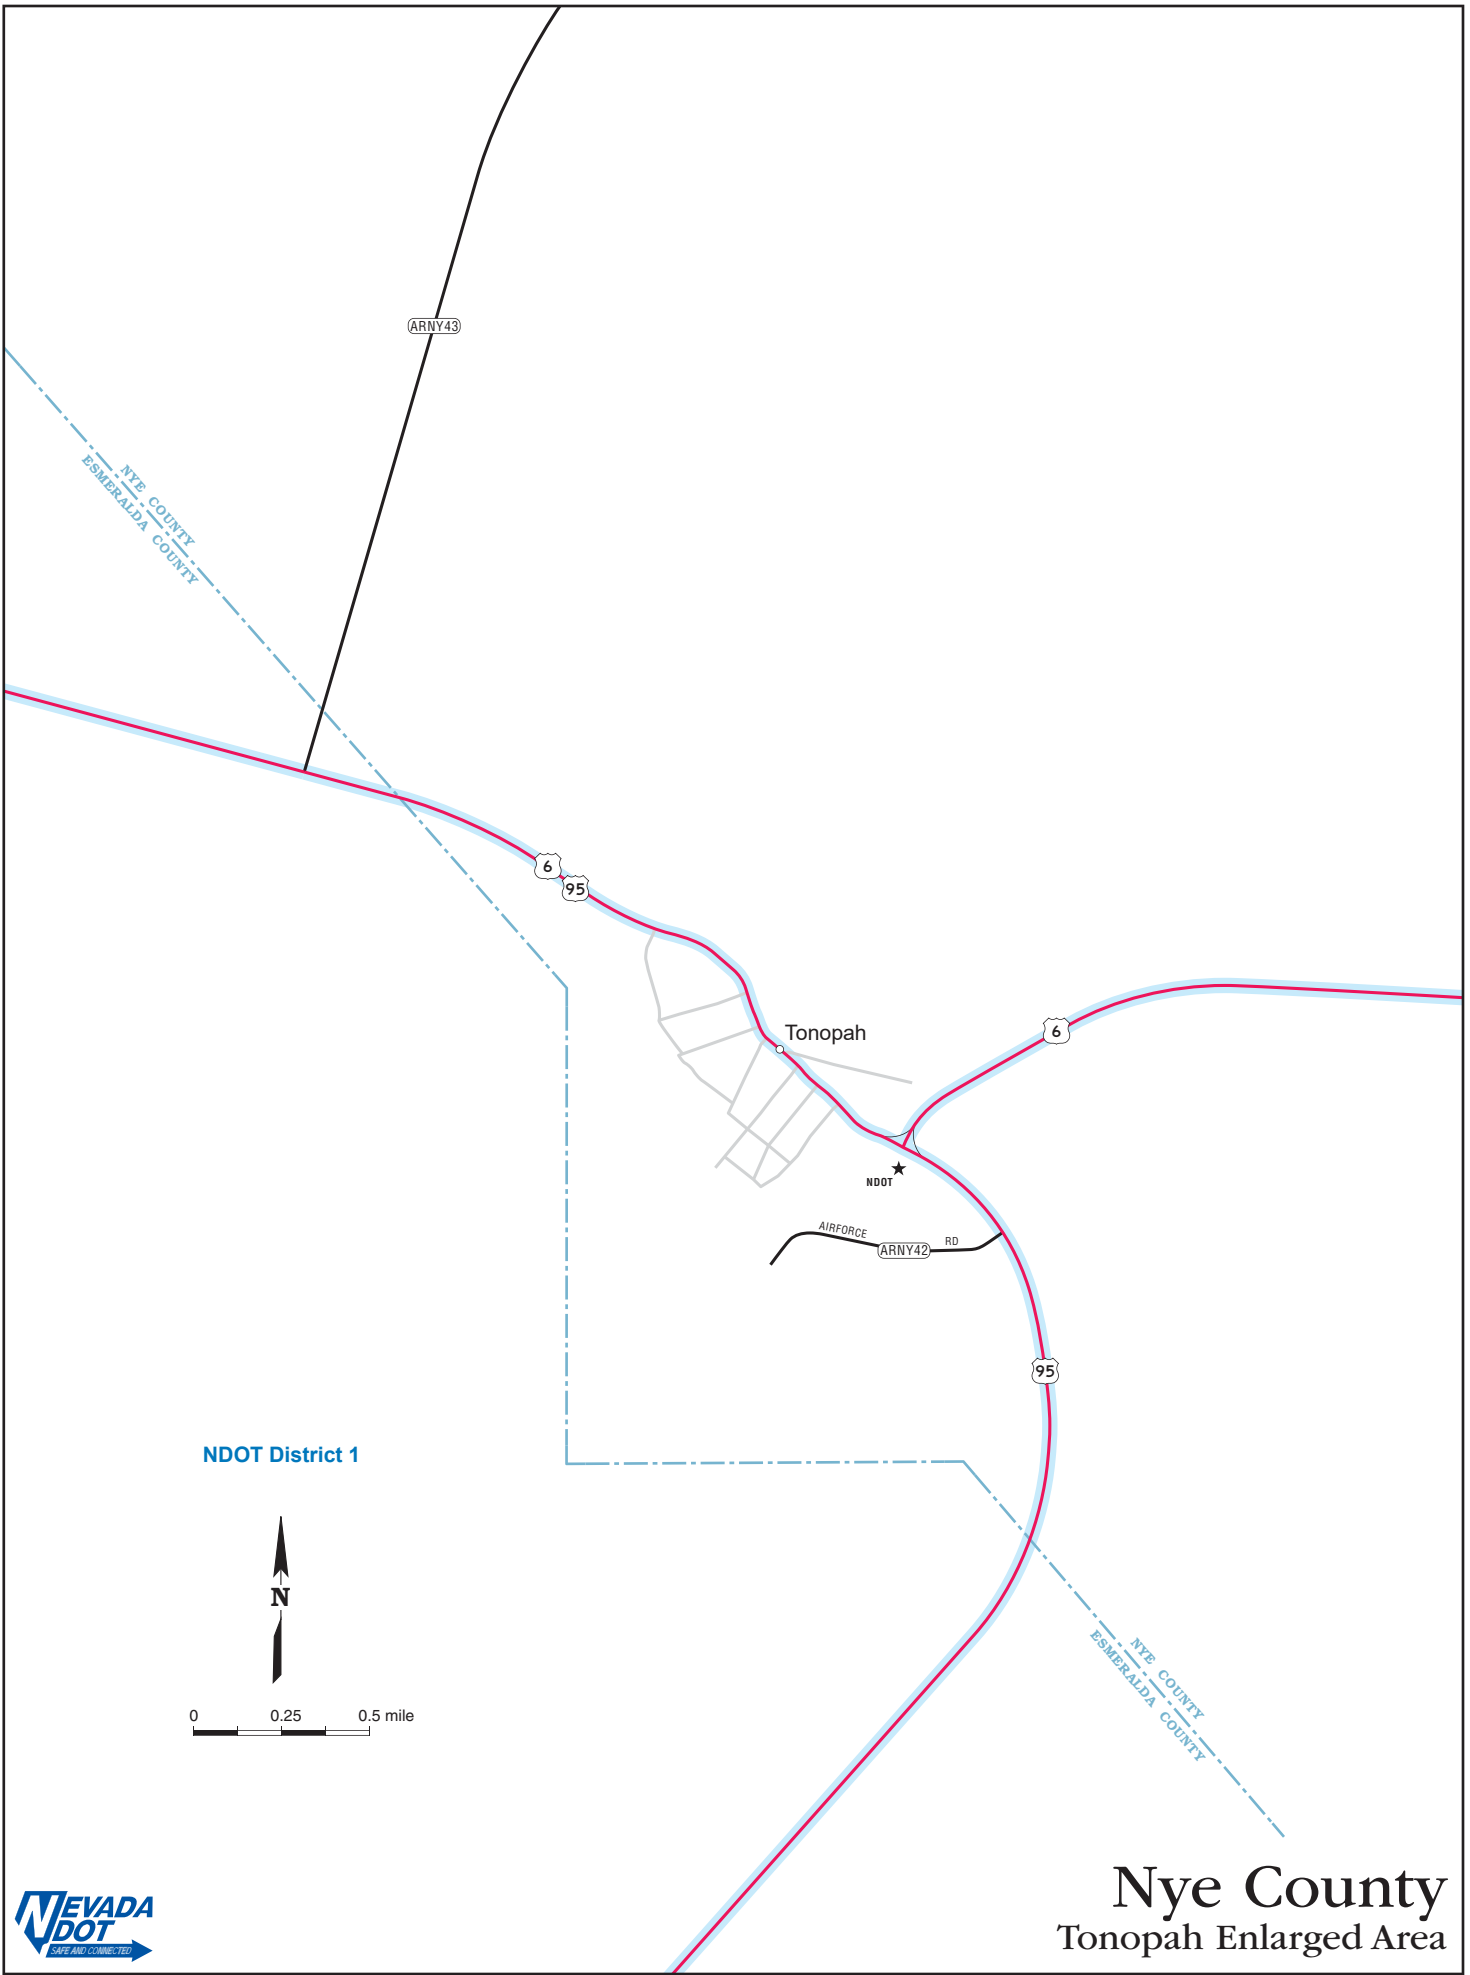 ARNY43
NYE COUNTY
ESMERALDA COUNTY
6
95
Tonopah
6
NDOT
AIRFORCE
ARNY42
RD
95
NDOT District 1
N
0 0.25 0.5 mile
NYE COUNTY
ESMERALDA COUNTY
Nye County
Tonopah Enlarged Area
NEVADA
DOT
SAFE AND CONNECTED